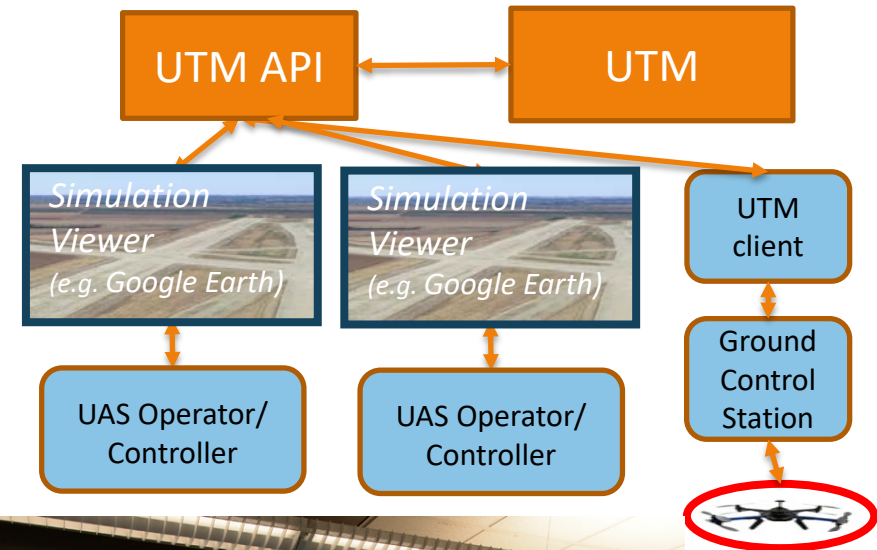 UTM API
UTM
Simulation
Viewer
(e.g. Google Earth)
Simulation
Viewer
(e.g. Google Earth)
UTM
client
UAS Operator/
Controller
UAS Operator/
Controller
Ground
Control
Station